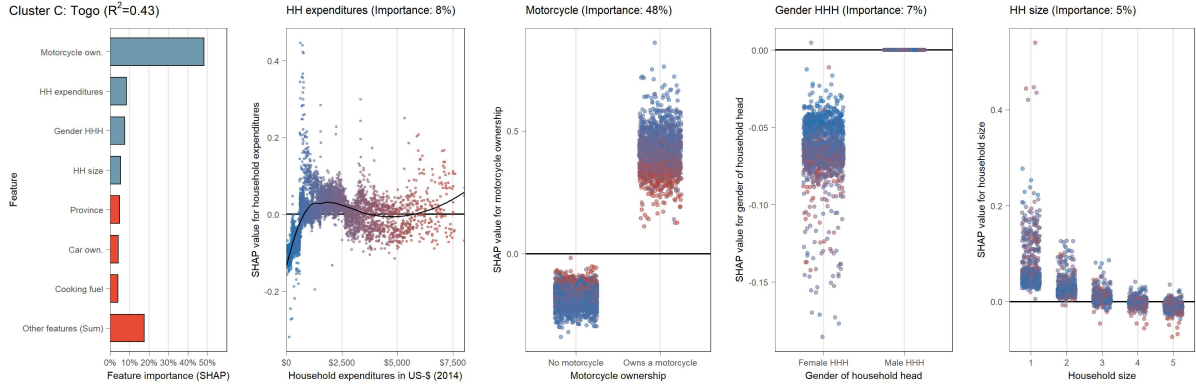 Cluster C: Togo (R²=0.43)
Feature
Motorcycle own.
HH expenditures
Gender HHH
HH size
Province
Car own.
Cooking fuel
Other features (Sum)
0% 10% 20% 30% 40% 50%
Feature importance (SHAP)
HH expenditures (Importance: 8%)
SHAP value for household expenditures
0.4
0.2
0.0
-0.2
$0 $2,500 $5,000 $7,500
Household expenditures in US-$ (2014)
Motorcycle (Importance: 48%)
SHAP value for motorcycle ownership
0.5
0.0
No motorcycle Owns a motorcycle
Motorcycle ownership
Gender HHH (Importance: 7%)
SHAP value for gender of household head
0.00
-0.05
-0.10
-0.15
Female HHH Male HHH
Gender of household head
HH size (Importance: 5%)
SHAP value for household size
0.4
0.2
0.0
1 2 3 4 5
Household size